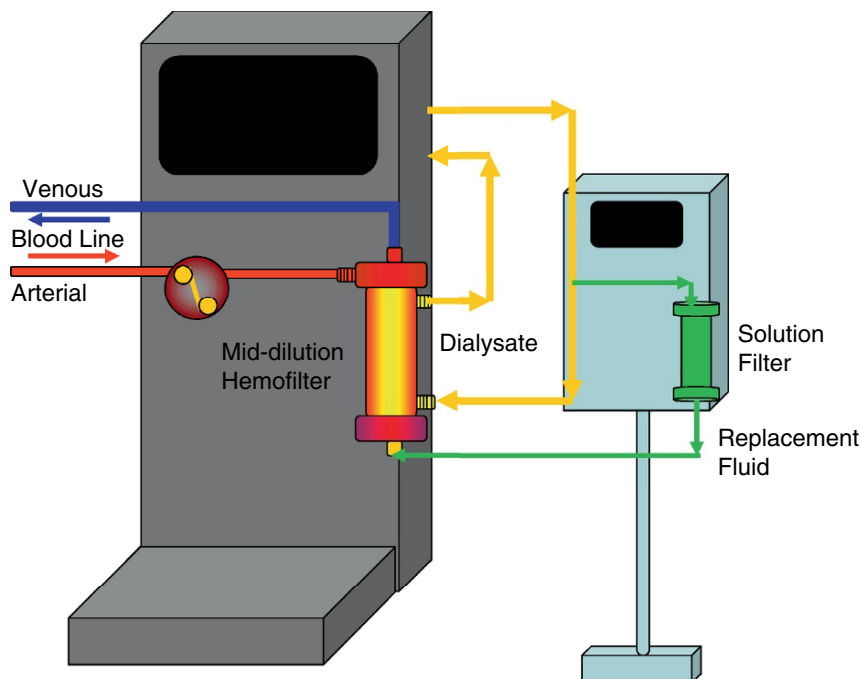 Venous
Blood Line
Arterial
Mid-dilution
Hemofilter
Dialysate
Solution
Filter
Replacement
Fluid